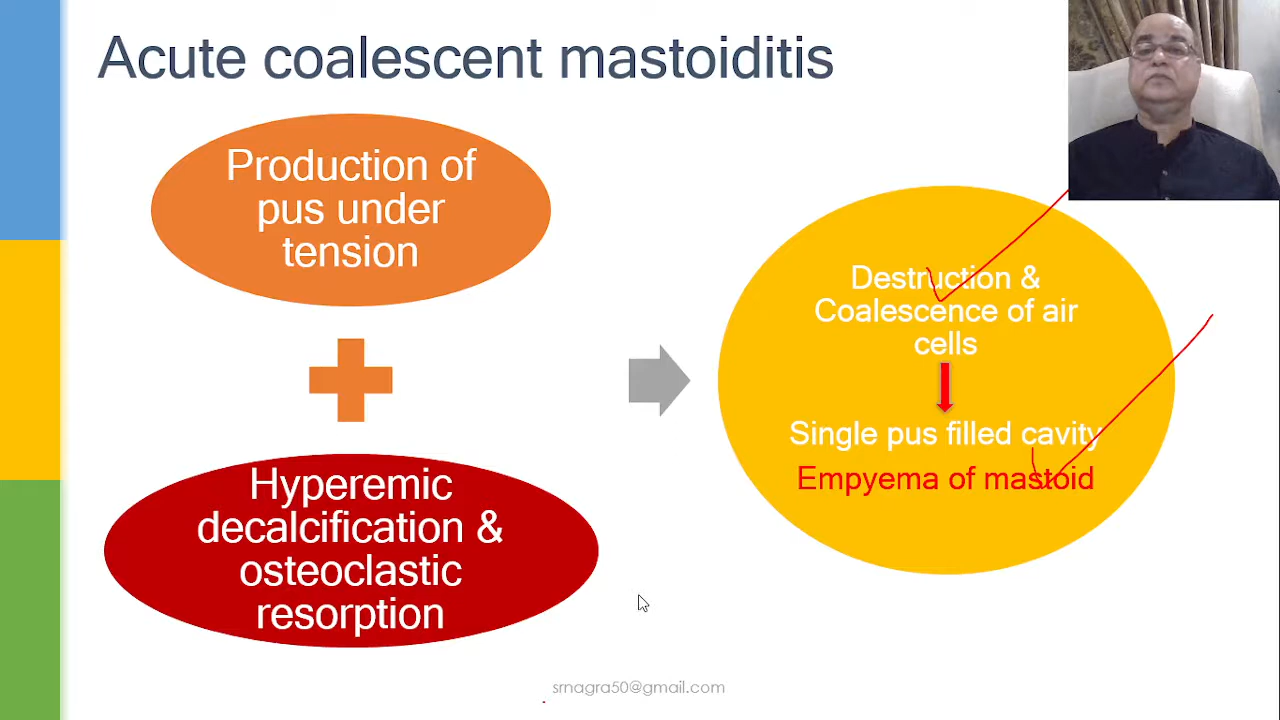 Acute coalescent mastoiditis
Production of
pus under
tension
Hyperemic
decalcification &
osteoclastic
resorption
Destruction &
Coalescence of air
cells
Single pus filled cavity
Empyema of mastoid
srnagra50@gmail.com